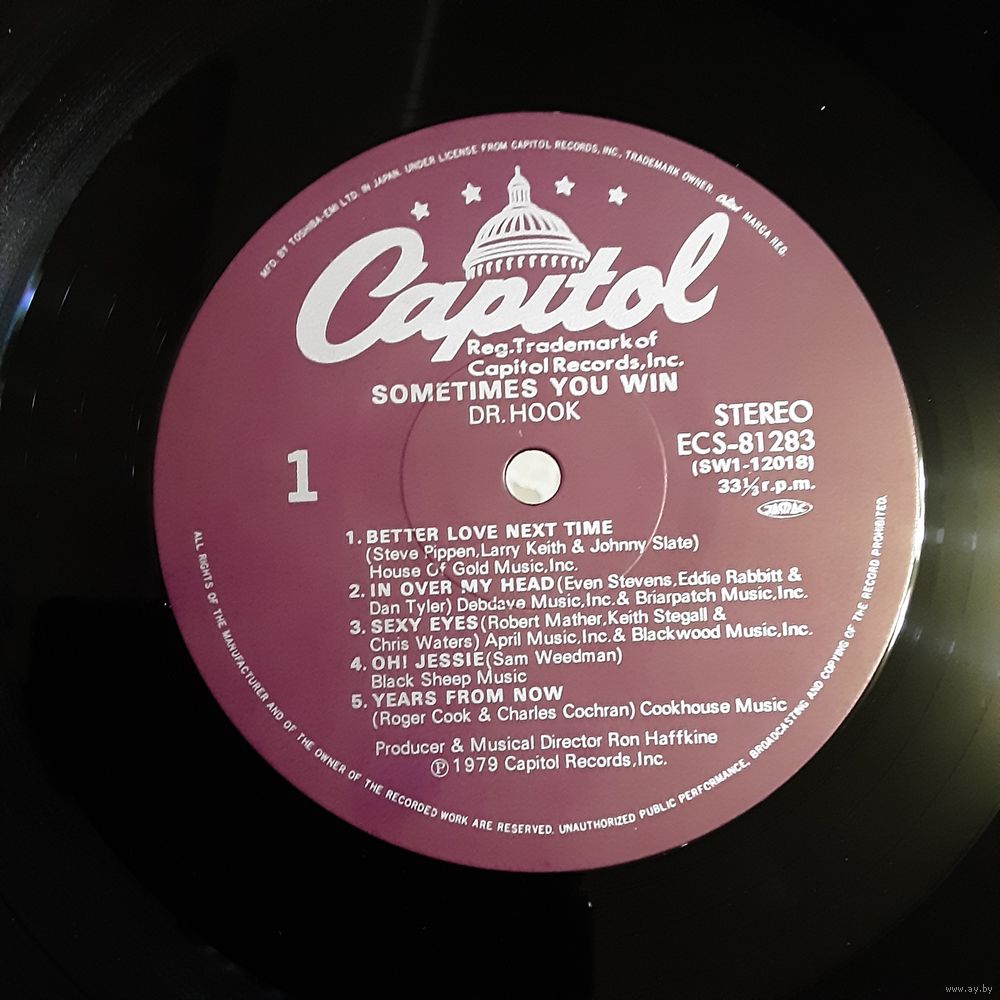 MFD. BY TOSHIBA-EMI LTD. IN JAPAN. UNDER LICENSE FROM CAPITOL RECORDS, INC., TRADEMARK OWNER. Capitol MARCA REG.
Capitol
Reg.Trademark of
Capitol Records,Inc.
SOMETIMES YOU WIN
DR.HOOK
STEREO
ECS-81283
(SW1-12018)
33⅓ r.p.m.
JASRAC
1
1. BETTER LOVE NEXT TIME
(Steve Pippen,Larry Keith & Johnny Slate)
House Of Gold Music,Inc.
2. IN OVER MY HEAD (Even Stevens,Eddie Rabbitt &
Dan Tyler) Debdave Music,Inc.& Briarpatch Music,Inc.
3. SEXY EYES (Robert Mather,Keith Stegall &
Chris Waters) April Music,Inc.& Blackwood Music,Inc.
4. OH! JESSIE (Sam Weedman)
Black Sheep Music
5. YEARS FROM NOW
(Roger Cook & Charles Cochran) Cookhouse Music
Producer & Musical Director Ron Haffkine
Ⓟ1979 Capitol Records,Inc.
ALL RIGHTS OF THE MANUFACTURER AND OF THE OWNER OF THE RECORDED WORK ARE RESERVED. UNAUTHORIZED PUBLIC PERFORMANCE, BROADCASTING AND COPYING OF THE RECORD PROHIBITED.
www.ay.by